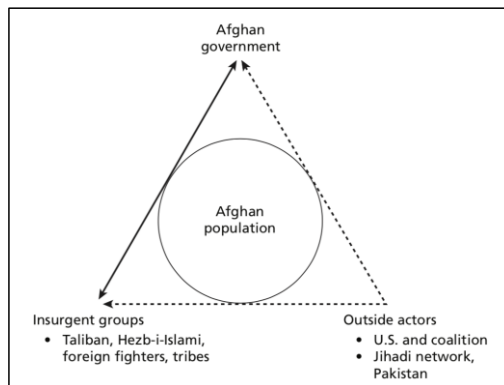 Afghan
government
Afghan
population
Insurgent groups
• Taliban, Hezb-i-Islami,
foreign fighters, tribes
Outside actors
• U.S. and coalition
• Jihadi network,
Pakistan